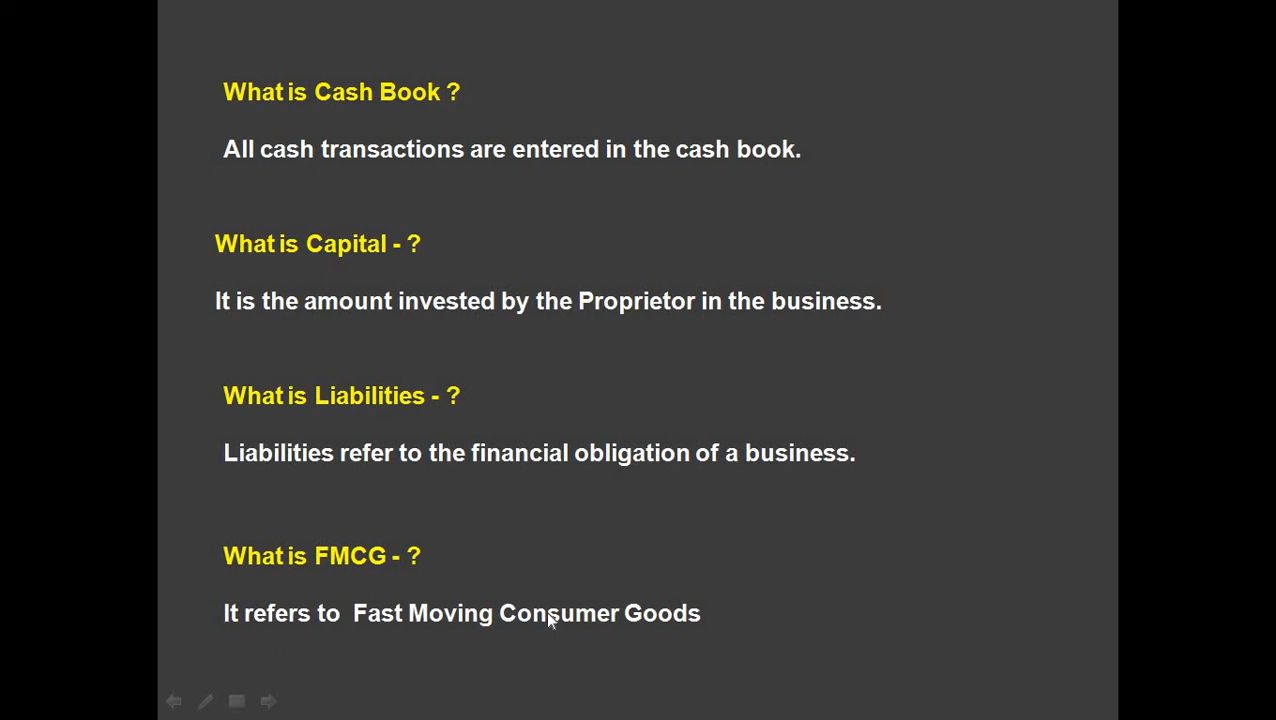 What is Cash Book ?
All cash transactions are entered in the cash book.
What is Capital - ?
It is the amount invested by the Proprietor in the business.
What is Liabilities - ?
Liabilities refer to the financial obligation of a business.
What is FMCG - ?
It refers to  Fast Moving Consumer Goods